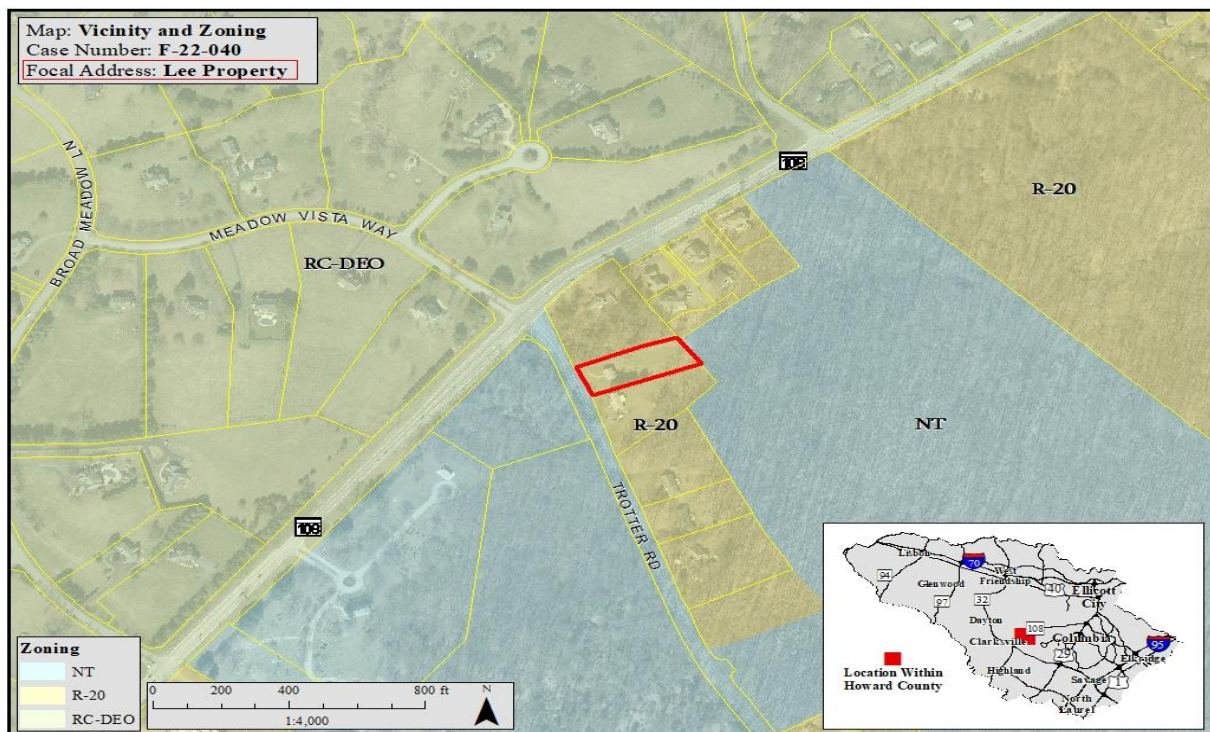 Map: Vicinity and Zoning
Case Number: F-22-040
Focal Address: Lee Property
BROAD MEADOW LN
MEADOW VISTA WAY
RC-DEO
108
R-20
R-20
NT
TROTTER RD
108
Zoning
NT
R-20
RC-DEO
0 200 400 800 ft
1:4,000
N
Lisbon
70
West
Friendship
94
Glenwood
97
32
40
Ellicott
City
Dayton
108
Clarksville
Columbia
29
95
Elkridge
Highland
Savage
1
North
Laurel
Location Within
Howard County